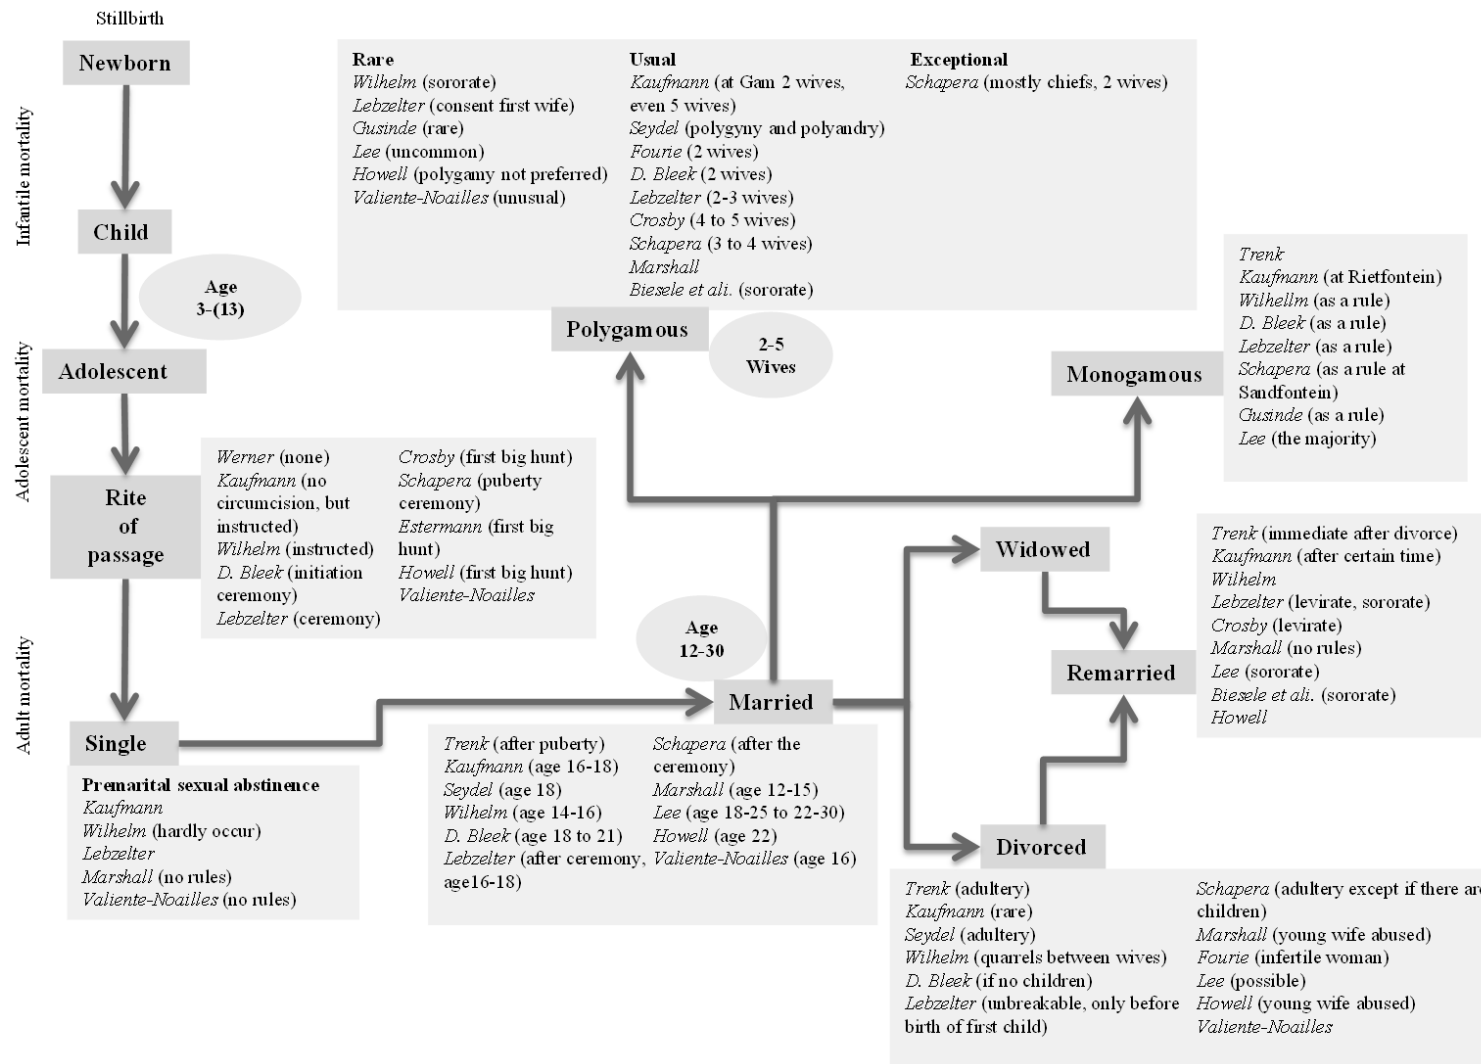 Stillbirth
Newborn
Infantile mortality
Child
Age
3-(13)
Adolescent
Adolescent mortality
Rite
of
passage
Werner (none)
Kaufmann (no
circumcision, but
instructed)
Wilhelm (instructed)
D. Bleek (initiation
ceremony)
Lebzelter (ceremony)
Crosby (first big hunt)
Schapera (puberty
ceremony)
Estermann (first big
hunt)
Howell (first big hunt)
Valiente-Noailles
Adult mortality
Single
Premarital sexual abstinence
Kaufmann
Wilhelm (hardly occur)
Lebzelter
Marshall (no rules)
Valiente-Noailles (no rules)
Age
12-30
Married
Trenk (after puberty)
Kaufmann (age 16-18)
Seydel (age 18)
Wilhelm (age 14-16)
D. Bleek (age 18 to 21)
Lebzelter (after ceremony,
age16-18)
Schapera (after the
ceremony)
Marshall (age 12-15)
Lee (age 18-25 to 22-30)
Howell (age 22)
Valiente-Noailles (age 16)
Rare
Wilhelm (sororate)
Lebzelter (consent first wife)
Gusinde (rare)
Lee (uncommon)
Howell (polygamy not preferred)
Valiente-Noailles (unusual)
Usual
Kaufmann (at Gam 2 wives,
even 5 wives)
Seydel (polygyny and polyandry)
Fourie (2 wives)
D. Bleek (2 wives)
Lebzelter (2-3 wives)
Crosby (4 to 5 wives)
Schapera (3 to 4 wives)
Marshall
Biesele et ali. (sororate)
Exceptional
Schapera (mostly chiefs, 2 wives)
Polygamous
2-5
Wives
Monogamous
Trenk
Kaufmann (at Rietfontein)
Wilhellm (as a rule)
D. Bleek (as a rule)
Lebzelter (as a rule)
Schapera (as a rule at
Sandfontein)
Gusinde (as a rule)
Lee (the majority)
Widowed
Remarried
Trenk (immediate after divorce)
Kaufmann (after certain time)
Wilhelm
Lebzelter (levirate, sororate)
Crosby (levirate)
Marshall (no rules)
Lee (sororate)
Biesele et ali. (sororate)
Howell
Divorced
Trenk (adultery)
Kaufmann (rare)
Seydel (adultery)
Wilhelm (quarrels between wives)
D. Bleek (if no children)
Lebzelter (unbreakable, only before
birth of first child)
Schapera (adultery except if there are
children)
Marshall (young wife abused)
Fourie (infertile woman)
Lee (possible)
Howell (young wife abused)
Valiente-Noailles